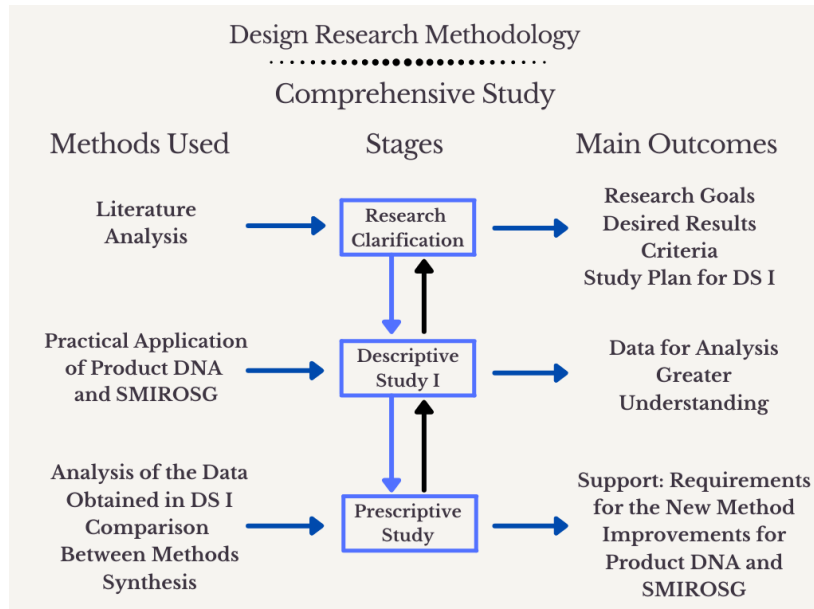 Design Research Methodology
Comprehensive Study
Methods Used
Stages
Main Outcomes
Literature
Analysis
Research
Clarification
Research Goals
Desired Results
Criteria
Study Plan for DS I
Practical Application
of Product DNA
and SMIROSG
Descriptive
Study I
Data for Analysis
Greater
Understanding
Analysis of the Data
Obtained in DS I
Comparison
Between Methods
Synthesis
Prescriptive
Study
Support: Requirements
for the New Method
Improvements for
Product DNA and
SMIROSG